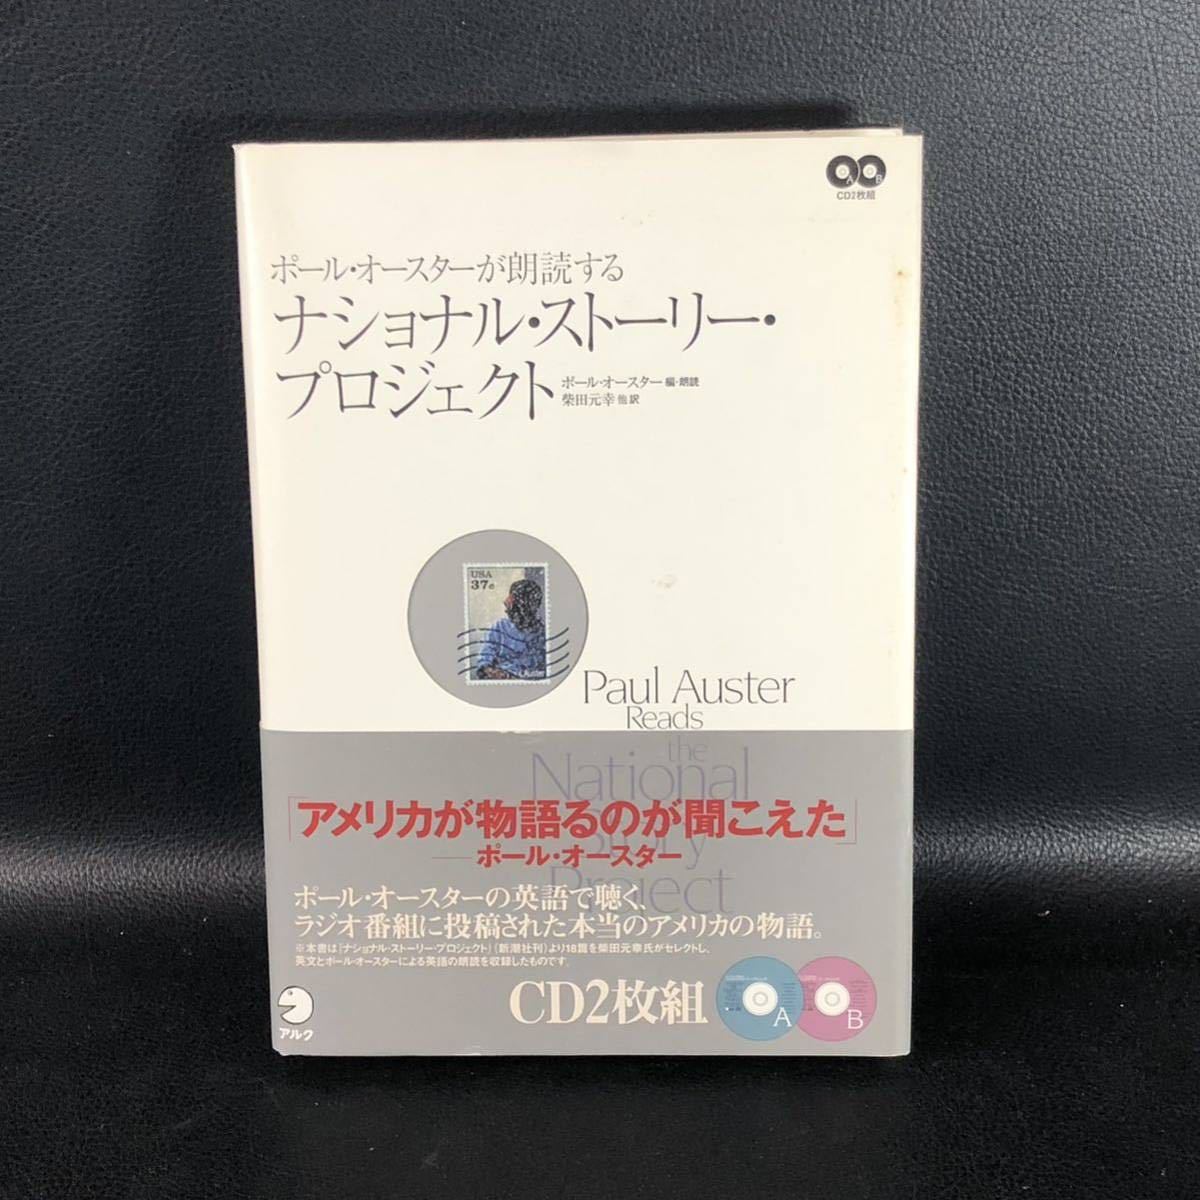 A B
CD2枚組
ポール・オースターが朗読する
ナショナル・ストーリー・
プロジェクト
ポール・オースター 編・朗読
柴田元幸 他 訳
USA
37¢
Auster
Paul Auster
Reads
the
National
Story
Project
「アメリカが物語るのが聞こえた」
——ポール・オースター
ポール・オースターの英語で聴く、
ラジオ番組に投稿された本当のアメリカの物語。
※本書は『ナショナル・ストーリー・プロジェクト』(新潮社刊)より18篇を柴田元幸氏がセレクトし、
英文とポール・オースターによる英語の朗読を収録したものです。
アルク
CD2枚組
A B